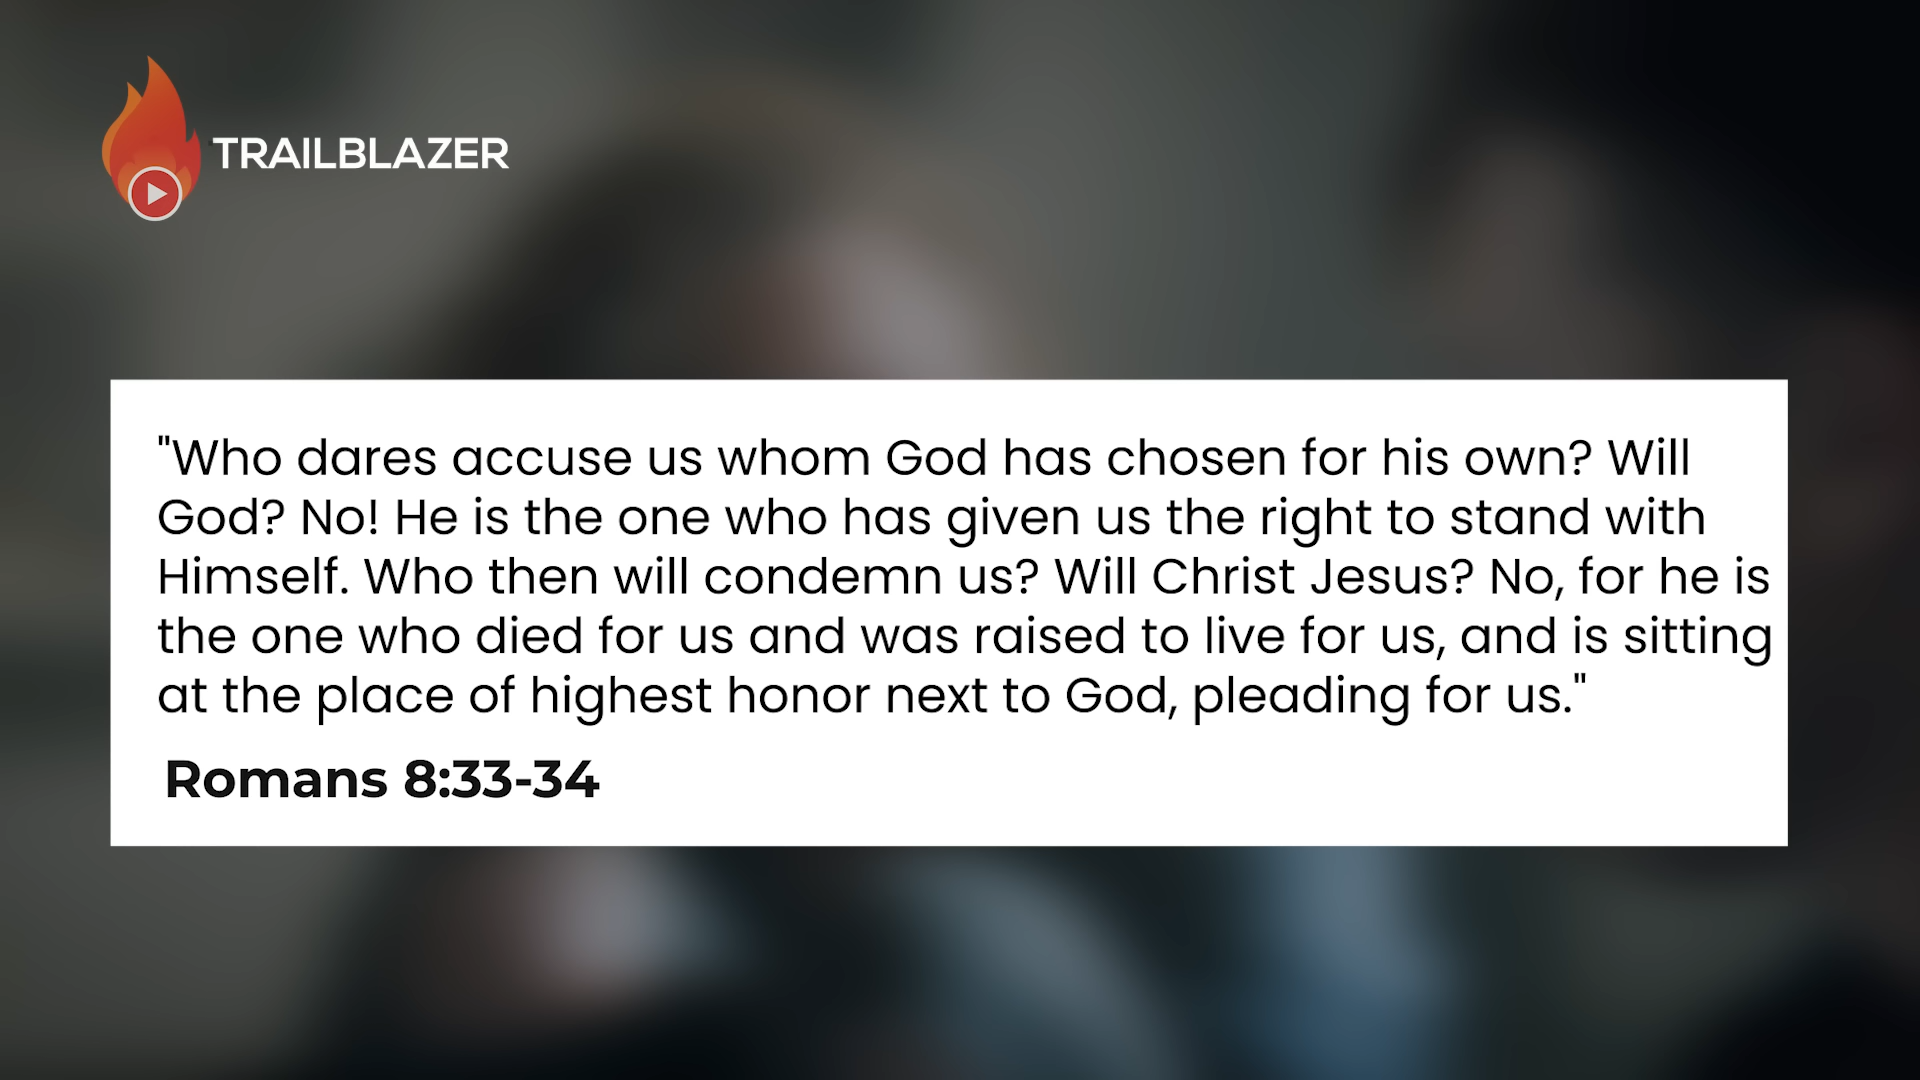 TRAILBLAZER
"Who dares accuse us whom God has chosen for his own? Will
God? No! He is the one who has given us the right to stand with
Himself. Who then will condemn us? Will Christ Jesus? No, for he is
the one who died for us and was raised to live for us, and is sitting
at the place of highest honor next to God, pleading for us."
Romans 8:33-34